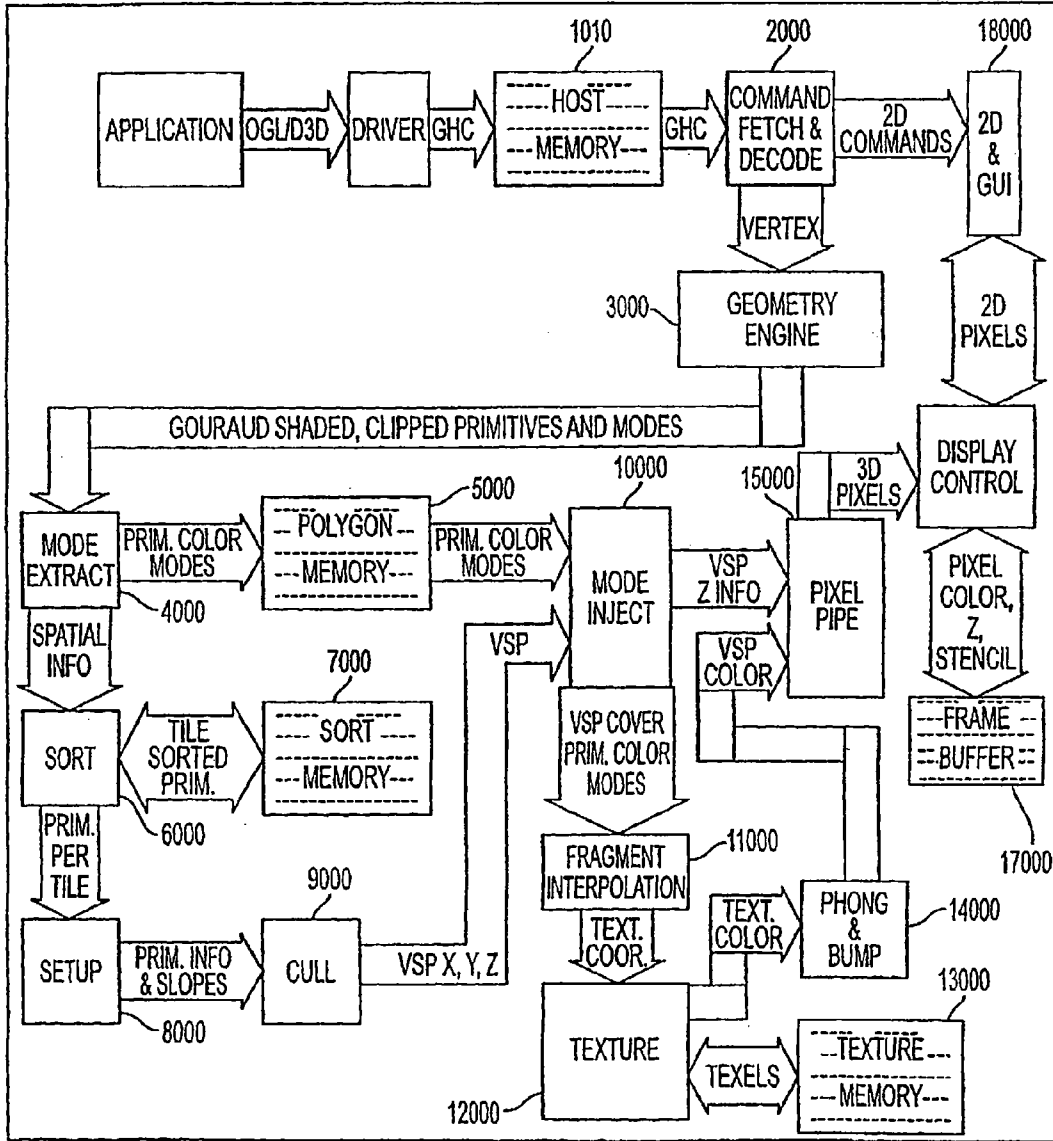 1010
2000
18000
APPLICATION
OGL/D3D
DRIVER
GHC
HOST
MEMORY
GHC
COMMAND
FETCH &
DECODE
2D
COMMANDS
2D
&
GUI
VERTEX
3000
GEOMETRY
ENGINE
2D
PIXELS
GOURAUD SHADED, CLIPPED PRIMITIVES AND MODES
DISPLAY
CONTROL
3D
PIXELS
5000
10000
15000
MODE
EXTRACT
4000
PRIM. COLOR
MODES
POLYGON
MEMORY
PRIM. COLOR
MODES
MODE
INJECT
VSP
Z INFO
PIXEL
PIPE
PIXEL
COLOR,
Z,
STENCIL
SPATIAL
INFO
VSP
VSP
COLOR
7000
SORT
6000
TILE
SORTED
PRIM.
SORT
MEMORY
VSP COVER
PRIM. COLOR
MODES
FRAME
BUFFER
17000
PRIM.
PER
TILE
9000
FRAGMENT
INTERPOLATION
11000
SETUP
8000
PRIM. INFO
& SLOPES
CULL
VSP X, Y, Z
TEXT.
COOR.
TEXT.
COLOR
PHONG
&
BUMP
14000
13000
TEXTURE
12000
TEXELS
TEXTURE
MEMORY